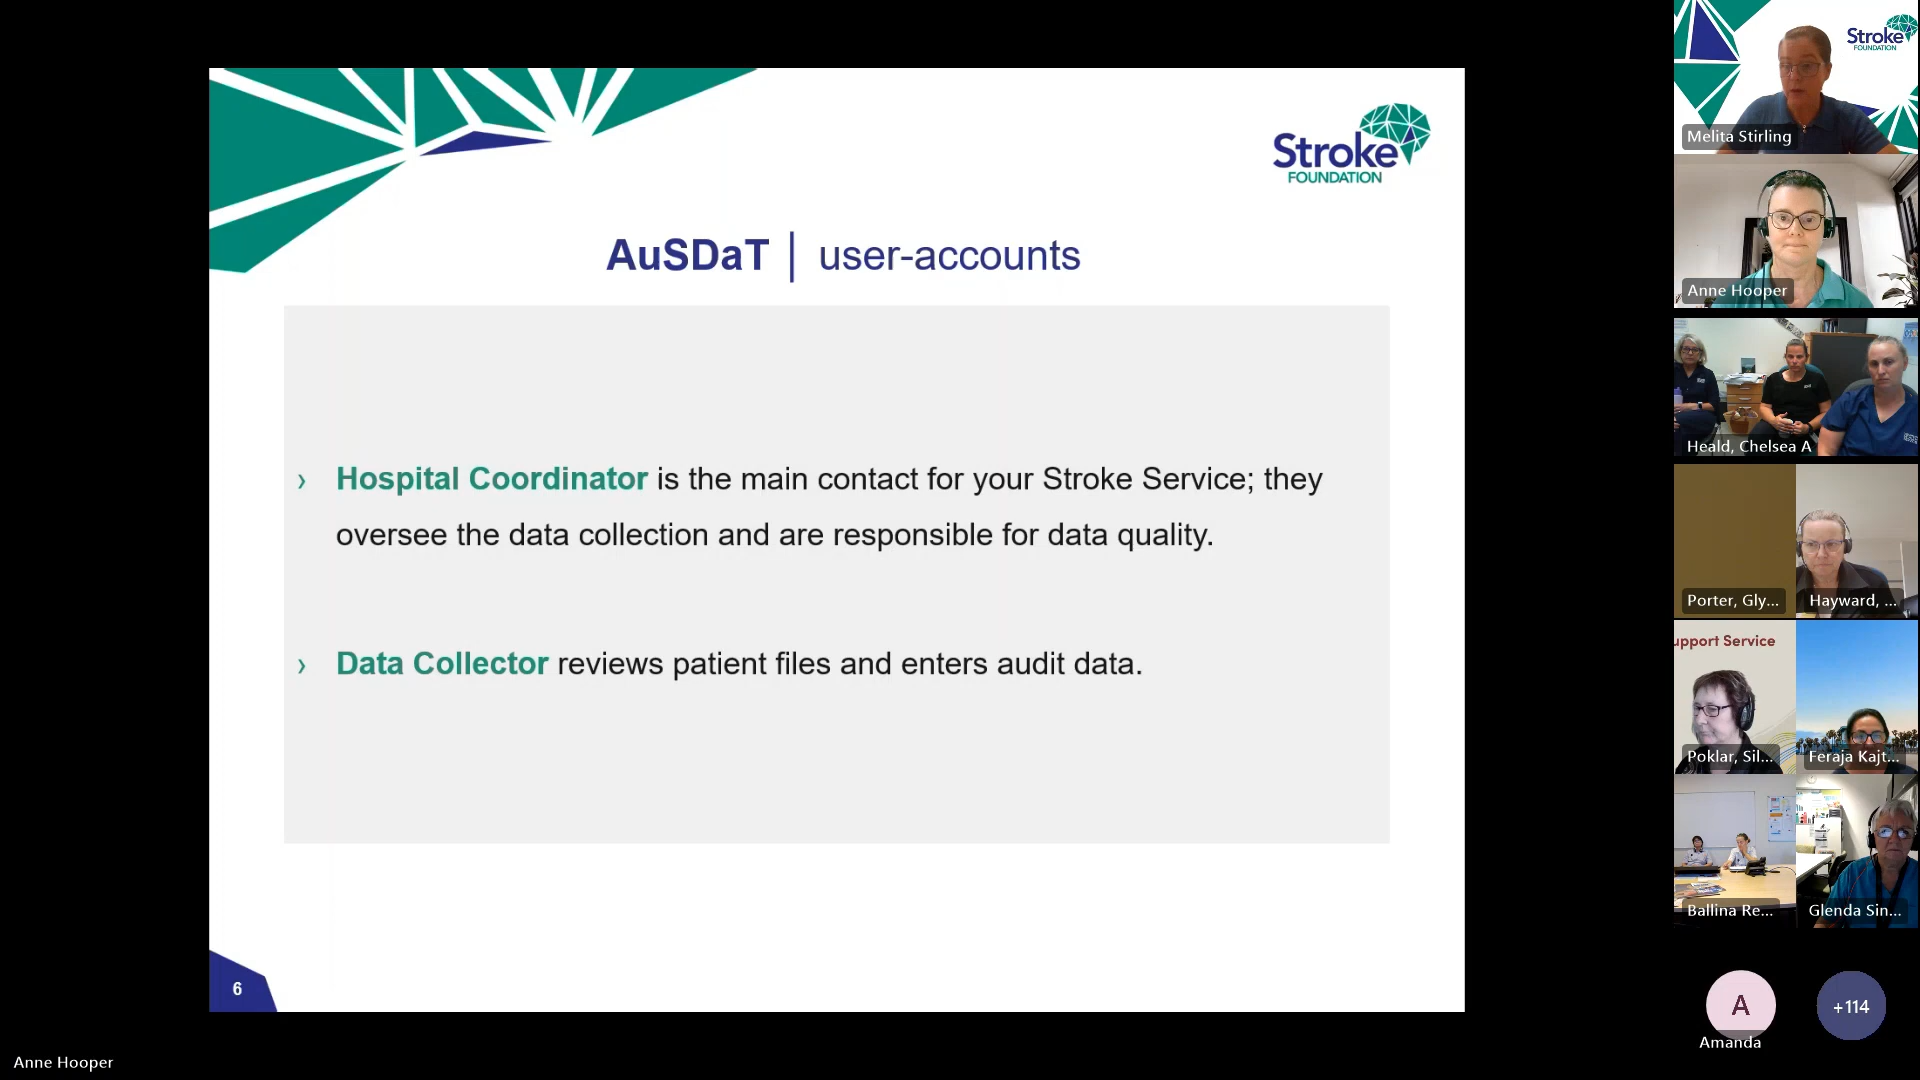 Stroke
FOUNDATION
AuSDaT | user-accounts
› Hospital Coordinator is the main contact for your Stroke Service; they
oversee the data collection and are responsible for data quality.
› Data Collector reviews patient files and enters audit data.
6
Anne Hooper
Stroke
FOUNDATION
Melita Stirling
Anne Hooper
Heald, Chelsea A
Porter, Gly...
Hayward, ...
upport Service
Poklar, Sil...
Feraja Kajt...
Ballina Re...
Glenda Sin...
A
Amanda
+114